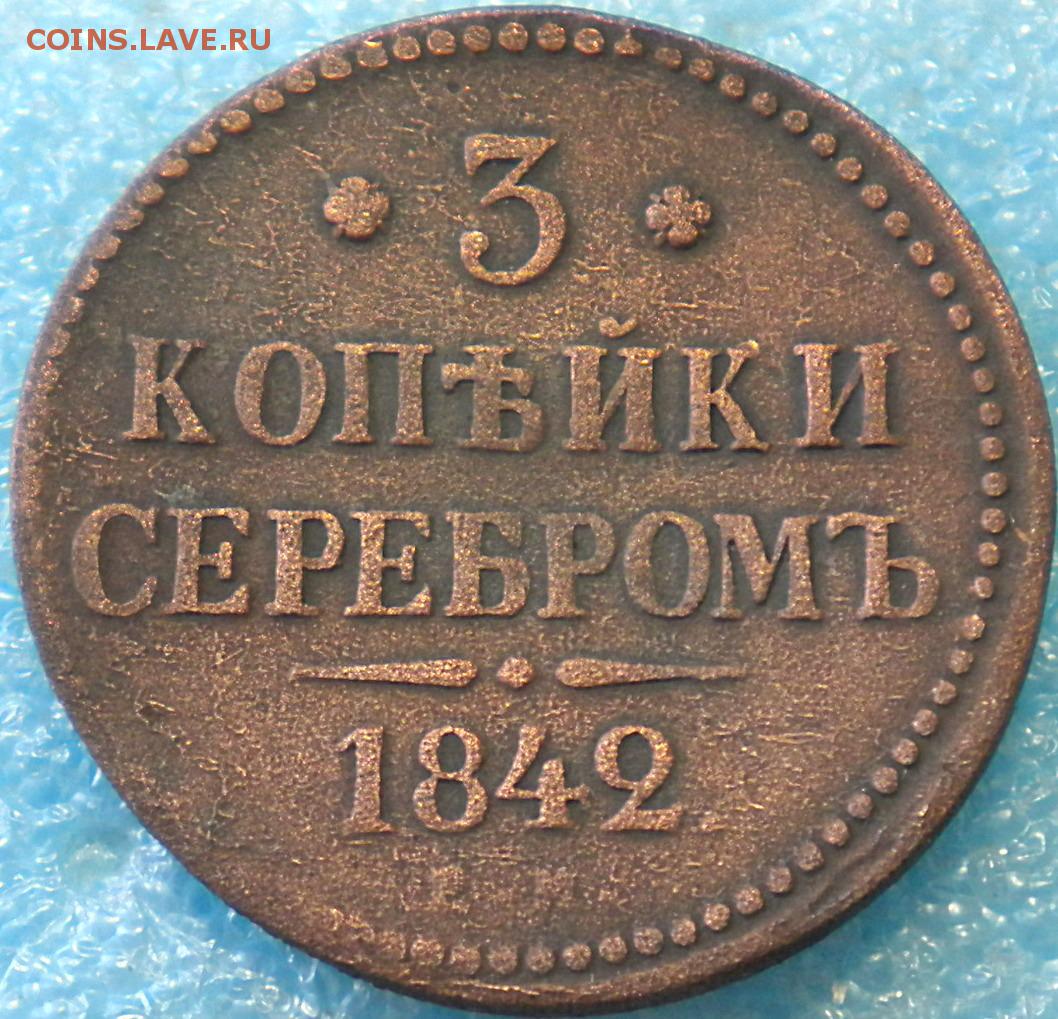 COINS.LAVE.RU
3
КОПѢЙКИ
СЕРЕБРОМЪ
1842